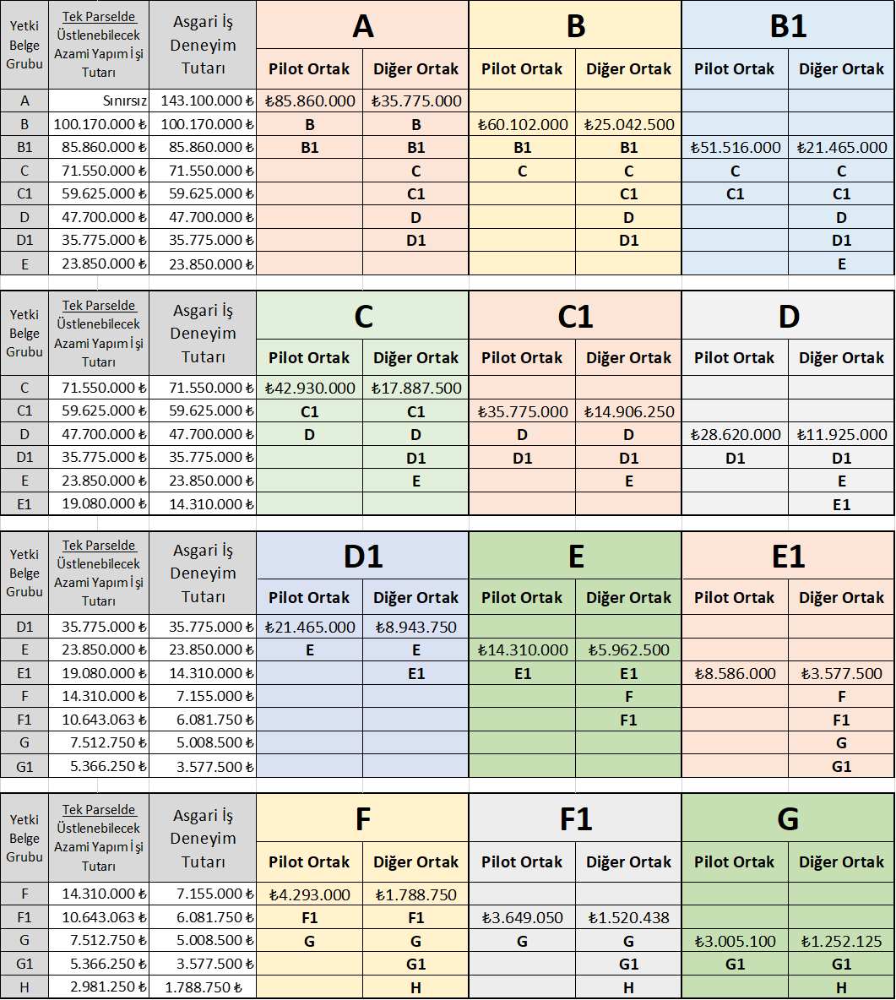 Yetki Belge Grubu | Tek Parselde Üstlenebilecek Azami Yapım İşi Tutarı | Asgari İş Deneyim Tutarı | A | B | B1
Pilot Ortak | Diğer Ortak | Pilot Ortak | Diğer Ortak | Pilot Ortak | Diğer Ortak
A | Sınırsız | 143.100.000 ₺ | ₺85.860.000 | ₺35.775.000
B | 100.170.000 ₺ | 100.170.000 ₺ | B | B | ₺60.102.000 | ₺25.042.500
B1 | 85.860.000 ₺ | 85.860.000 ₺ | B1 | B1 | B1 | B1 | ₺51.516.000 | ₺21.465.000
C | 71.550.000 ₺ | 71.550.000 ₺ | C | C | C | C | C
C1 | 59.625.000 ₺ | 59.625.000 ₺ | C1 | C1 | C1 | C1
D | 47.700.000 ₺ | 47.700.000 ₺ | D | D | D
D1 | 35.775.000 ₺ | 35.775.000 ₺ | D1 | D1 | D1
E | 23.850.000 ₺ | 23.850.000 ₺ | E
Yetki Belge Grubu | Tek Parselde Üstlenebilecek Azami Yapım İşi Tutarı | Asgari İş Deneyim Tutarı | C | C1 | D
Pilot Ortak | Diğer Ortak | Pilot Ortak | Diğer Ortak | Pilot Ortak | Diğer Ortak
C | 71.550.000 ₺ | 71.550.000 ₺ | ₺42.930.000 | ₺17.887.500
C1 | 59.625.000 ₺ | 59.625.000 ₺ | C1 | C1 | ₺35.775.000 | ₺14.906.250
D | 47.700.000 ₺ | 47.700.000 ₺ | D | D | D | D | ₺28.620.000 | ₺11.925.000
D1 | 35.775.000 ₺ | 35.775.000 ₺ | D1 | D1 | D1 | D1 | D1
E | 23.850.000 ₺ | 23.850.000 ₺ | E | E | E
E1 | 19.080.000 ₺ | 14.310.000 ₺ | E1
Yetki Belge Grubu | Tek Parselde Üstlenebilecek Azami Yapım İşi Tutarı | Asgari İş Deneyim Tutarı | D1 | E | E1
Pilot Ortak | Diğer Ortak | Pilot Ortak | Diğer Ortak | Pilot Ortak | Diğer Ortak
D1 | 35.775.000 ₺ | 35.775.000 ₺ | ₺21.465.000 | ₺8.943.750
E | 23.850.000 ₺ | 23.850.000 ₺ | E | E | ₺14.310.000 | ₺5.962.500
E1 | 19.080.000 ₺ | 14.310.000 ₺ | E1 | E1 | E1 | ₺8.586.000 | ₺3.577.500
F | 14.310.000 ₺ | 7.155.000 ₺ | F | F
F1 | 10.643.063 ₺ | 6.081.750 ₺ | F1 | F1
G | 7.512.750 ₺ | 5.008.500 ₺ | G
G1 | 5.366.250 ₺ | 3.577.500 ₺ | G1
Yetki Belge Grubu | Tek Parselde Üstlenebilecek Azami Yapım İşi Tutarı | Asgari İş Deneyim Tutarı | F | F1 | G
Pilot Ortak | Diğer Ortak | Pilot Ortak | Diğer Ortak | Pilot Ortak | Diğer Ortak
F | 14.310.000 ₺ | 7.155.000 ₺ | ₺4.293.000 | ₺1.788.750
F1 | 10.643.063 ₺ | 6.081.750 ₺ | F1 | F1 | ₺3.649.050 | ₺1.520.438
G | 7.512.750 ₺ | 5.008.500 ₺ | G | G | G | G | ₺3.005.100 | ₺1.252.125
G1 | 5.366.250 ₺ | 3.577.500 ₺ | G1 | G1 | G1 | G1
H | 2.981.250 ₺ | 1.788.750 ₺ | H | H | H